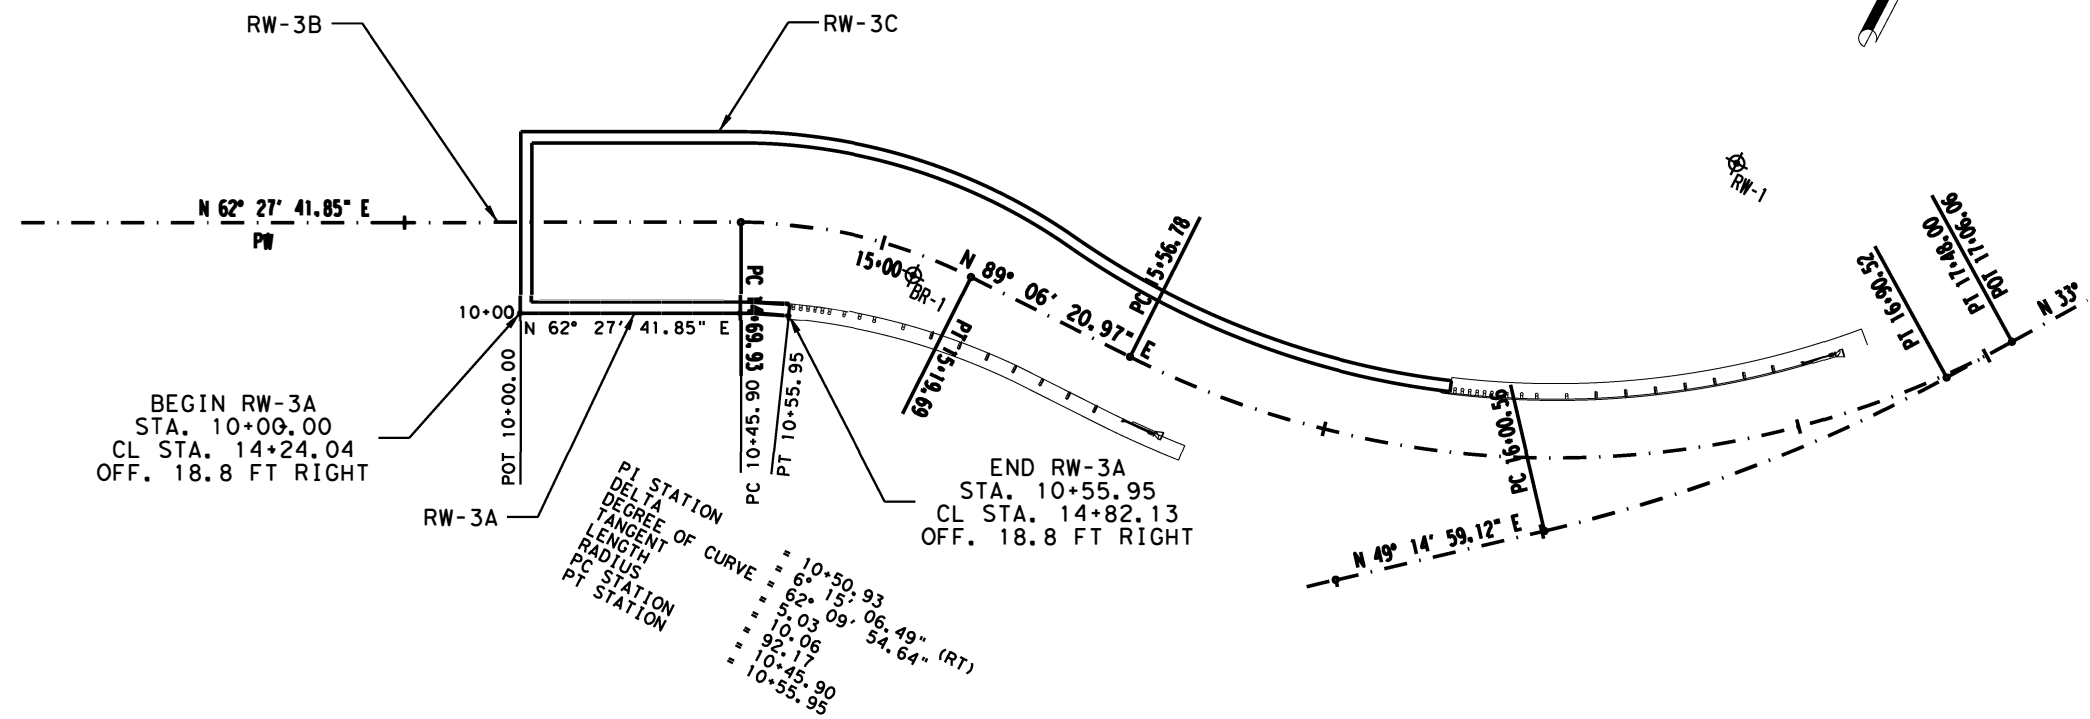 RW-3B
RW-3C
N 62° 27' 41.85" E
PW
10+00
N 62° 27' 41.85" E
POT 10+00.00
PC 14+69.93
PC 10+45.90
PT 10+55.95
15+00
BR-1
N 89° 06' 20.97" E
PT 15+19.69
PC 15+56.78
RW-1
PT 16+90.52
PT 17+48.00
POT 17+06.06
N 33°
PC 16+00.56
N 49° 14' 59.12" E
BEGIN RW-3A
STA. 10+00.00
CL STA. 14+24.04
OFF. 18.8 FT RIGHT
RW-3A
END RW-3A
STA. 10+55.95
CL STA. 14+82.13
OFF. 18.8 FT RIGHT
PI STATION = 10+50.93
DELTA = 6° 15' 06.49" (RT)
DEGREE OF CURVE = 62° 09' 54.64"
TANGENT = 5.03
LENGTH = 10.06
RADIUS = 92.17
PC STATION = 10+45.90
PT STATION = 10+55.95